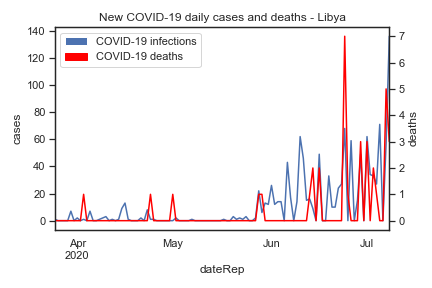 New COVID-19 daily cases and deaths - Libya
COVID-19 infections
COVID-19 deaths
140
120
100
80
60
40
20
0
cases
7
6
5
4
3
2
1
0
deaths
Apr
2020
May
Jun
Jul
dateRep